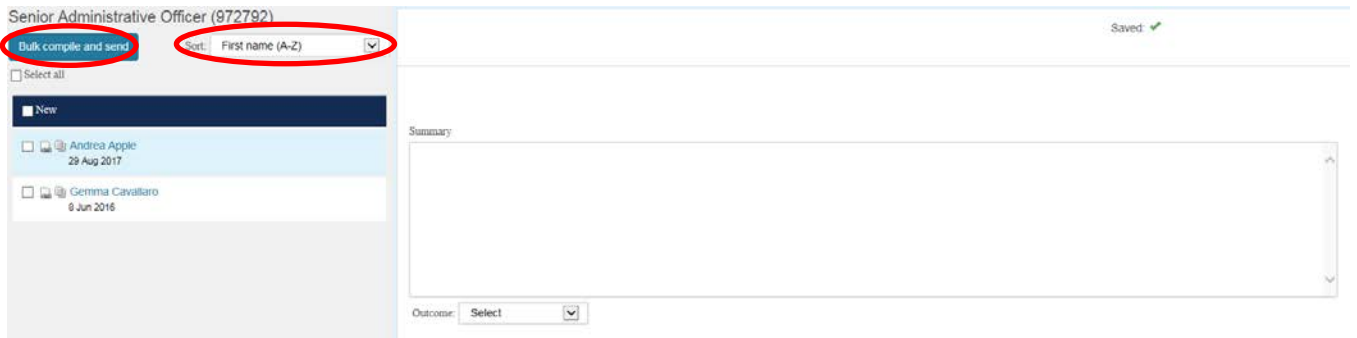 Senior Administrative Officer (972792)
Bulk compile and send
Sort: First name (A-Z)
Select all
New
Andrea Apple
29 Aug 2017
Gemma Cavallaro
8 Jun 2016
Saved:
Summary
Outcome: Select